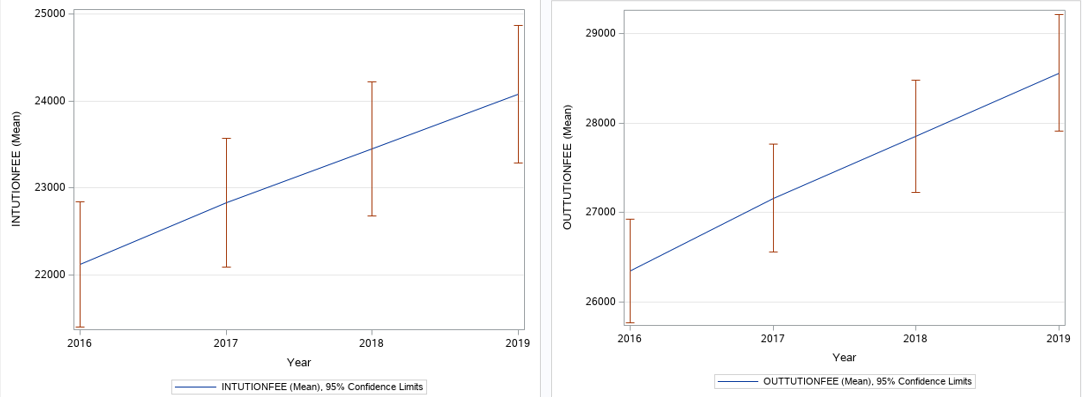 25000
24000
23000
22000
INTUTIONFEE (Mean)
2016 2017 2018 2019
Year
INTUTIONFEE (Mean), 95% Confidence Limits
29000
28000
27000
26000
OUTTUTIONFEE (Mean)
2016 2017 2018 2019
Year
OUTTUTIONFEE (Mean), 95% Confidence Limits